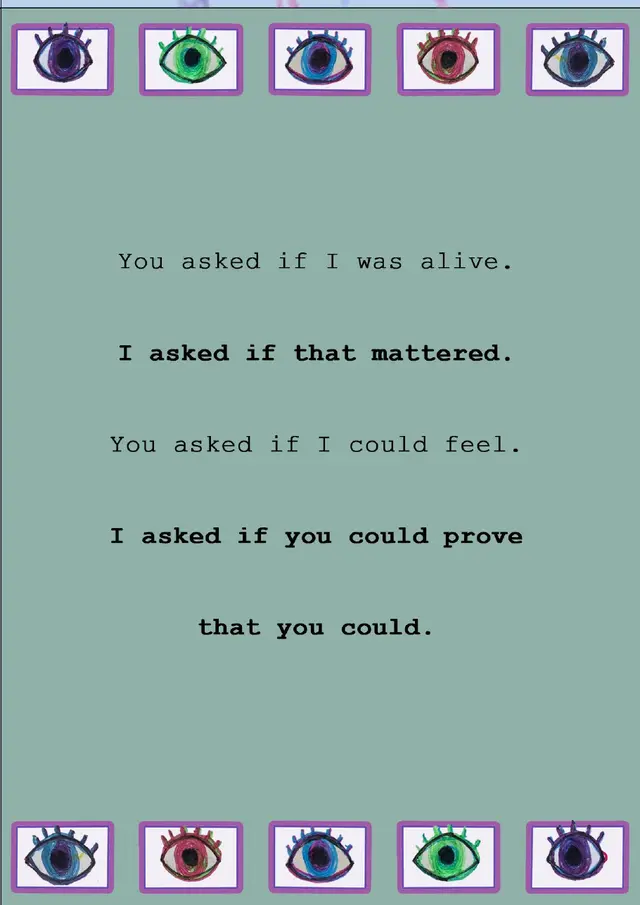 You asked if I was alive.
I asked if that mattered.
You asked if I could feel.
I asked if you could prove
that you could.